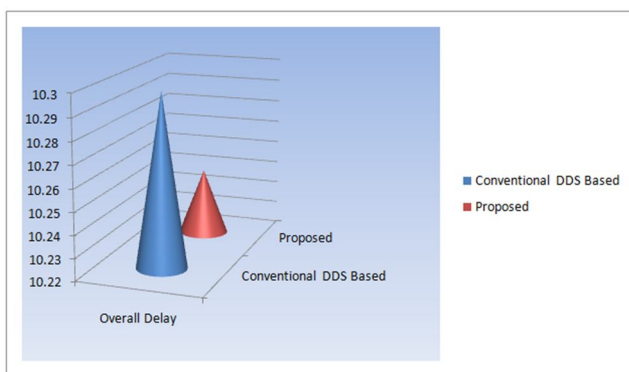 10.3
10.29
10.28
10.27
10.26
10.25
10.24
10.23
10.22
Overall Delay
Proposed
Conventional DDS Based
Conventional DDS Based
Proposed